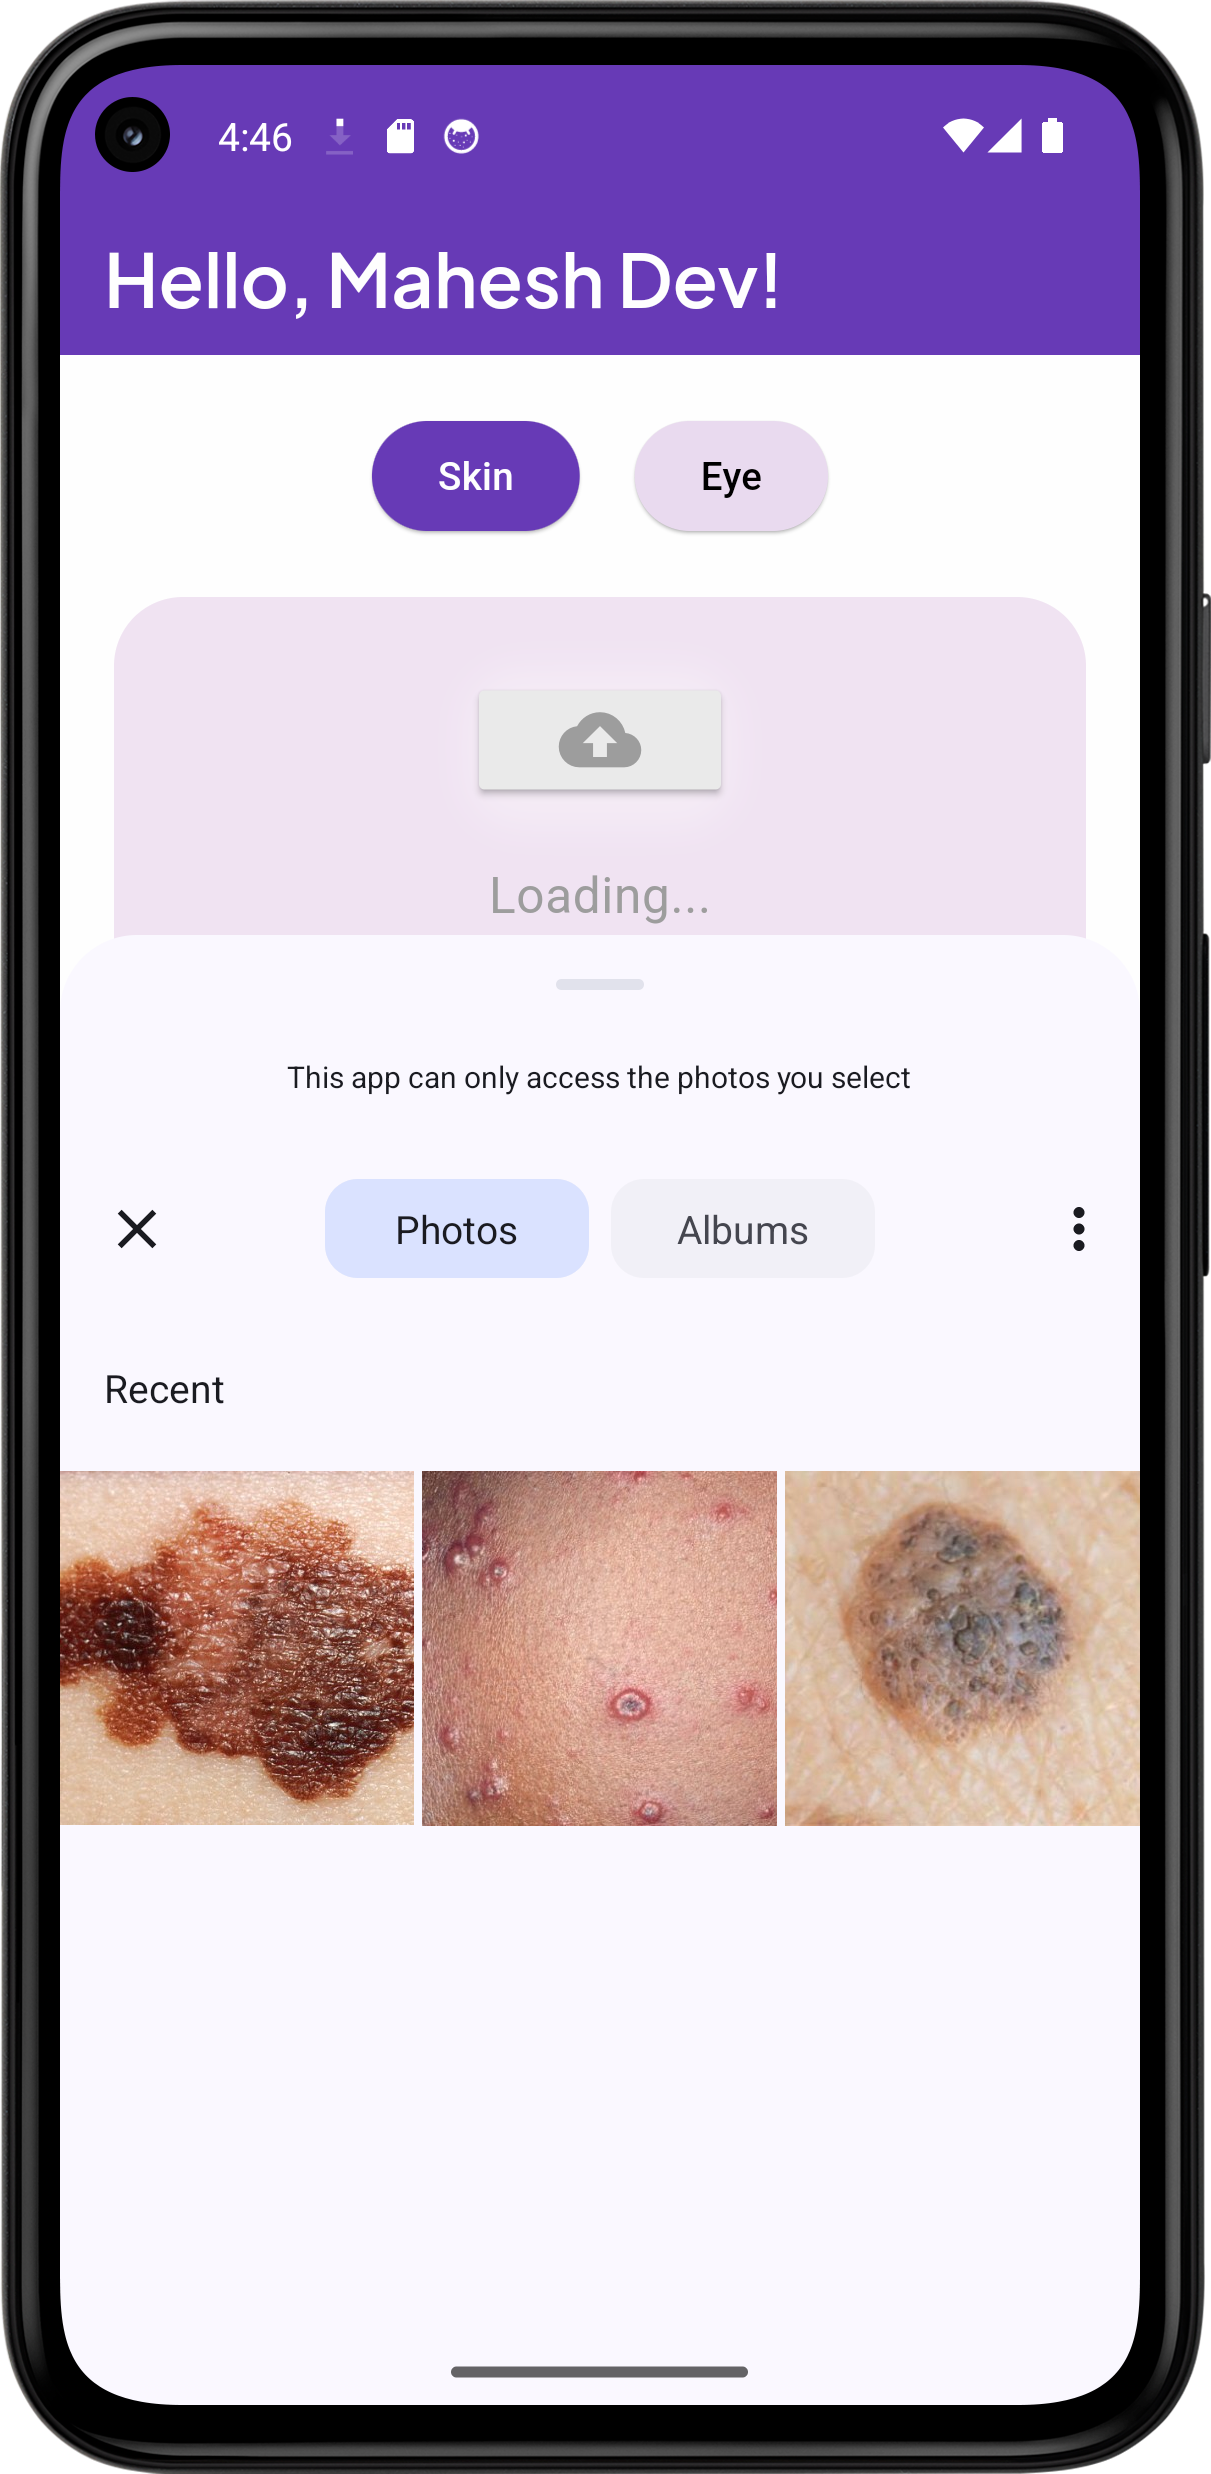 4:46
Hello, Mahesh Dev!
Skin
Eye
Loading...
This app can only access the photos you select
Photos
Albums
Recent